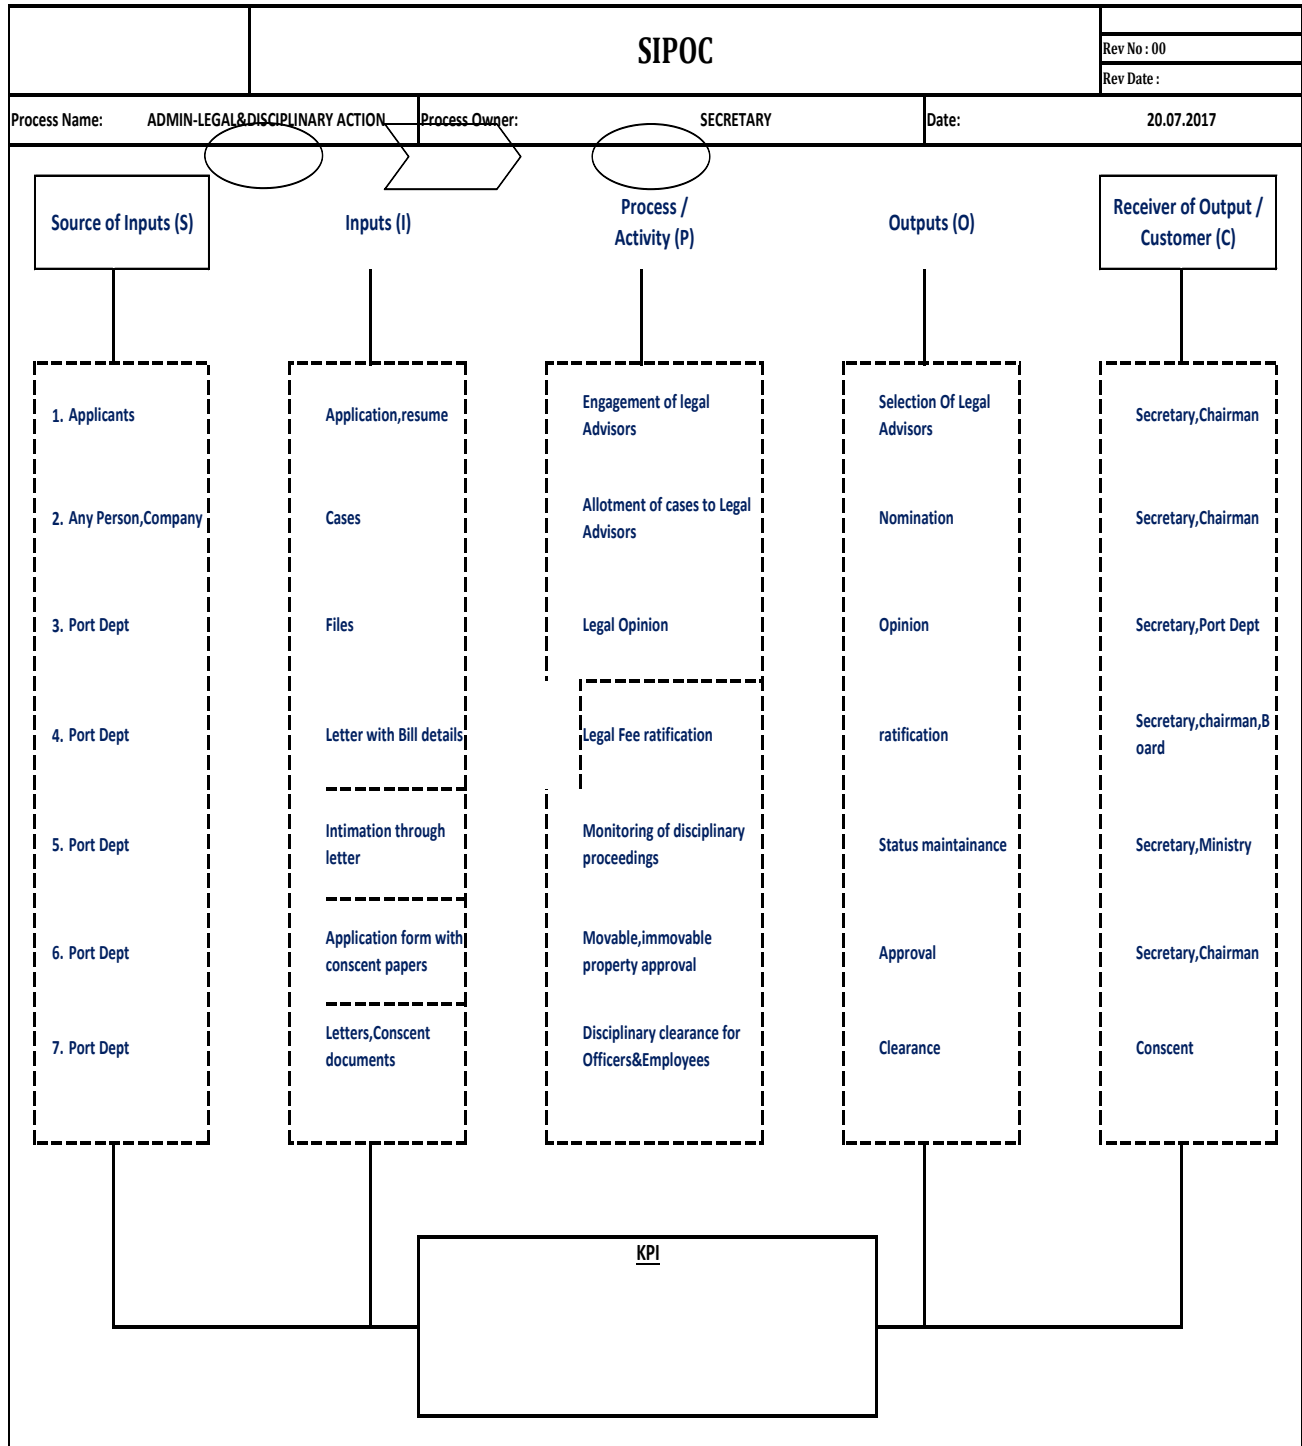 SIPOC
Rev No : 00
Rev Date :
Process Name: ADMIN-LEGAL&DISCIPLINARY ACTION Process Owner: SECRETARY Date: 20.07.2017
Source of Inputs (S)
Inputs (I)
Process /
Activity (P)
Outputs (O)
Receiver of Output /
Customer (C)
1. Applicants
Application,resume
Engagement of legal
Advisors
Selection Of Legal
Advisors
Secretary,Chairman
2. Any Person,Company
Cases
Allotment of cases to Legal
Advisors
Nomination
Secretary,Chairman
3. Port Dept
Files
Legal Opinion
Opinion
Secretary,Port Dept
4. Port Dept
Letter with Bill details
Legal Fee ratification
ratification
Secretary,chairman,B
oard
5. Port Dept
Intimation through
letter
Monitoring of disciplinary
proceedings
Status maintainance
Secretary,Ministry
6. Port Dept
Application form with
conscent papers
Movable,immovable
property approval
Approval
Secretary,Chairman
7. Port Dept
Letters,Conscent
documents
Disciplinary clearance for
Officers&Employees
Clearance
Conscent
KPI